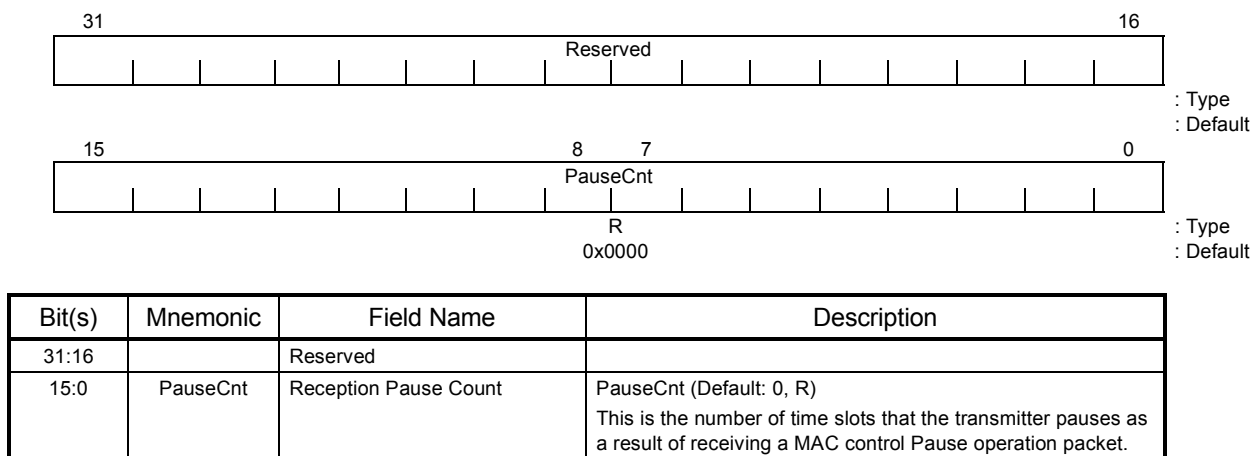 31 16
Reserved
: Type
: Default
15 8 7 0
PauseCnt
R : Type
0x0000 : Default
Bit(s) Mnemonic Field Name Description
31:16 Reserved
15:0 PauseCnt Reception Pause Count PauseCnt (Default: 0, R)
This is the number of time slots that the transmitter pauses as
a result of receiving a MAC control Pause operation packet.